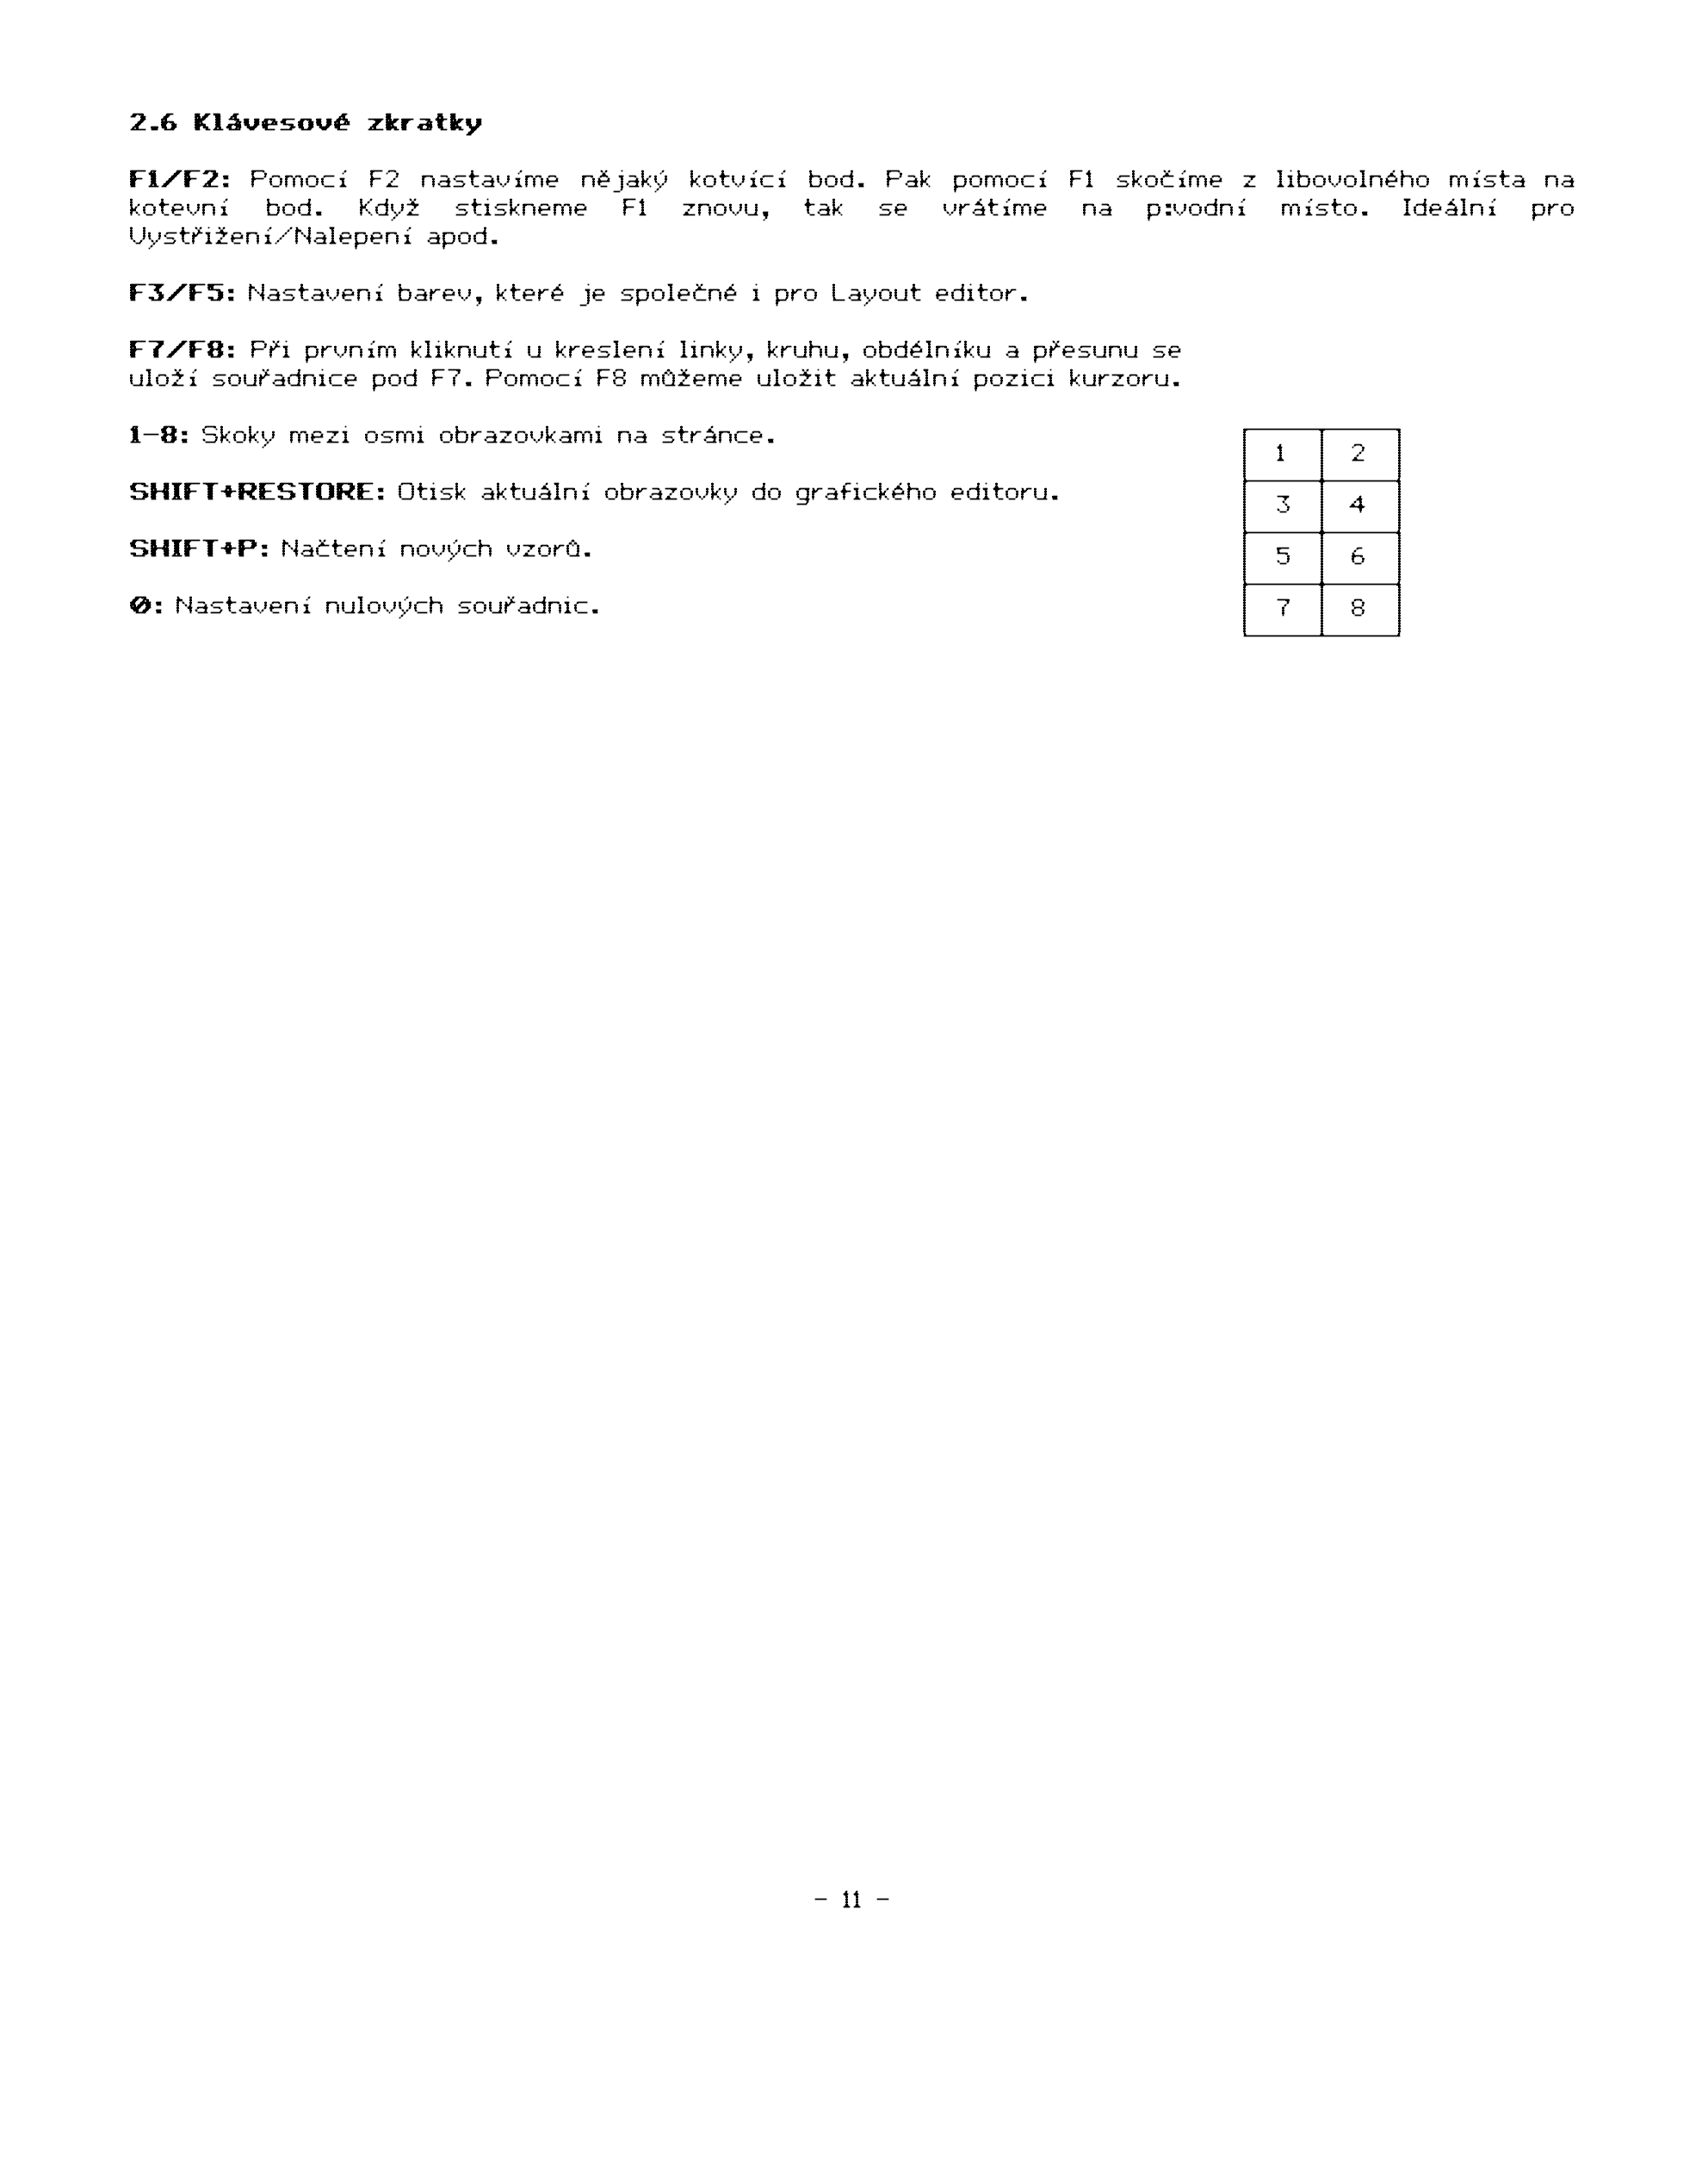 2.6 Klávesové zkratky
F1/F2: Pomocí F2 nastavíme nějaký kotvící bod. Pak pomocí F1 skočíme z libovolného místa na
kotevní bod. Když stiskneme F1 znovu, tak se vrátíme na p:vodní místo. Ideální pro
Vystřižení/Nalepení apod.
F3/F5: Nastavení barev, které je společné i pro Layout editor.
F7/F8: Při prvním kliknutí u kreslení linky, kruhu, obdélníku a přesunu se
uloží souřadnice pod F7. Pomocí F8 můžeme uložit aktuální pozici kurzoru.
1-8: Skoky mezi osmi obrazovkami na stránce.
SHIFT+RESTORE: Otisk aktuální obrazovky do grafického editoru.
SHIFT+P: Načtení nových vzorů.
0: Nastavení nulových souřadnic.
1 2
3 4
5 6
7 8
- 11 -